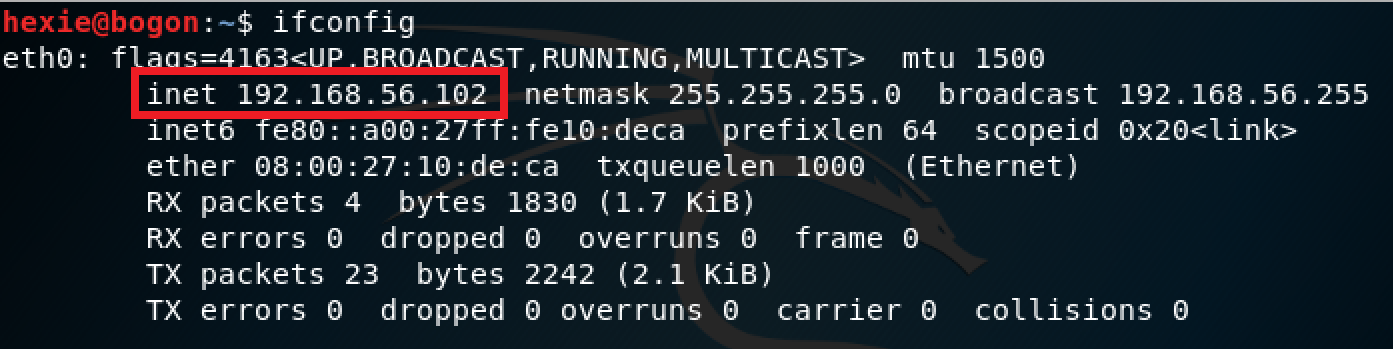 hexie@bogon:~$ ifconfig
eth0: flags=4163<UP,BROADCAST,RUNNING,MULTICAST>  mtu 1500
        inet 192.168.56.102  netmask 255.255.255.0  broadcast 192.168.56.255
        inet6 fe80::a00:27ff:fe10:deca  prefixlen 64  scopeid 0x20<link>
        ether 08:00:27:10:de:ca  txqueuelen 1000  (Ethernet)
        RX packets 4  bytes 1830 (1.7 KiB)
        RX errors 0  dropped 0  overruns 0  frame 0
        TX packets 23  bytes 2242 (2.1 KiB)
        TX errors 0  dropped 0 overruns 0  carrier 0  collisions 0